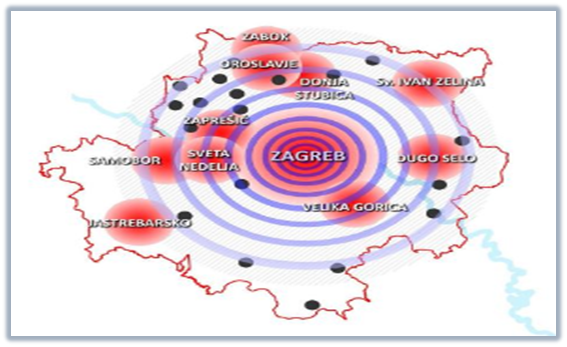 ZABOK
OROSLAVJE
DONJA
STUBICA
Sv. IVAN ZELINA
ZAPREŠIĆ
SAMOBOR
SVETA
NEDELJA
ZAGREB
DUGO SELO
VELIKA GORICA
JASTREBARSKO